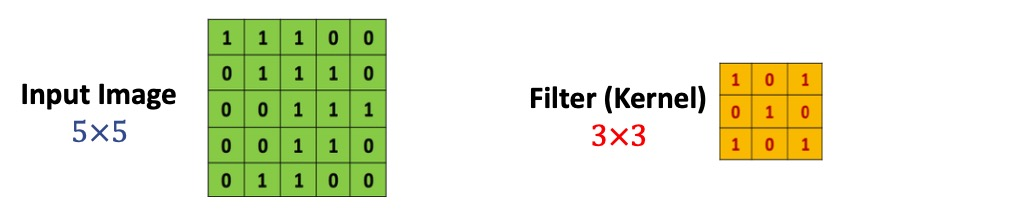 Input Image
5×5
1 1 1 0 0
0 1 1 1 0
0 0 1 1 1
0 0 1 1 0
0 1 1 0 0
Filter (Kernel)
3×3
1 0 1
0 1 0
1 0 1